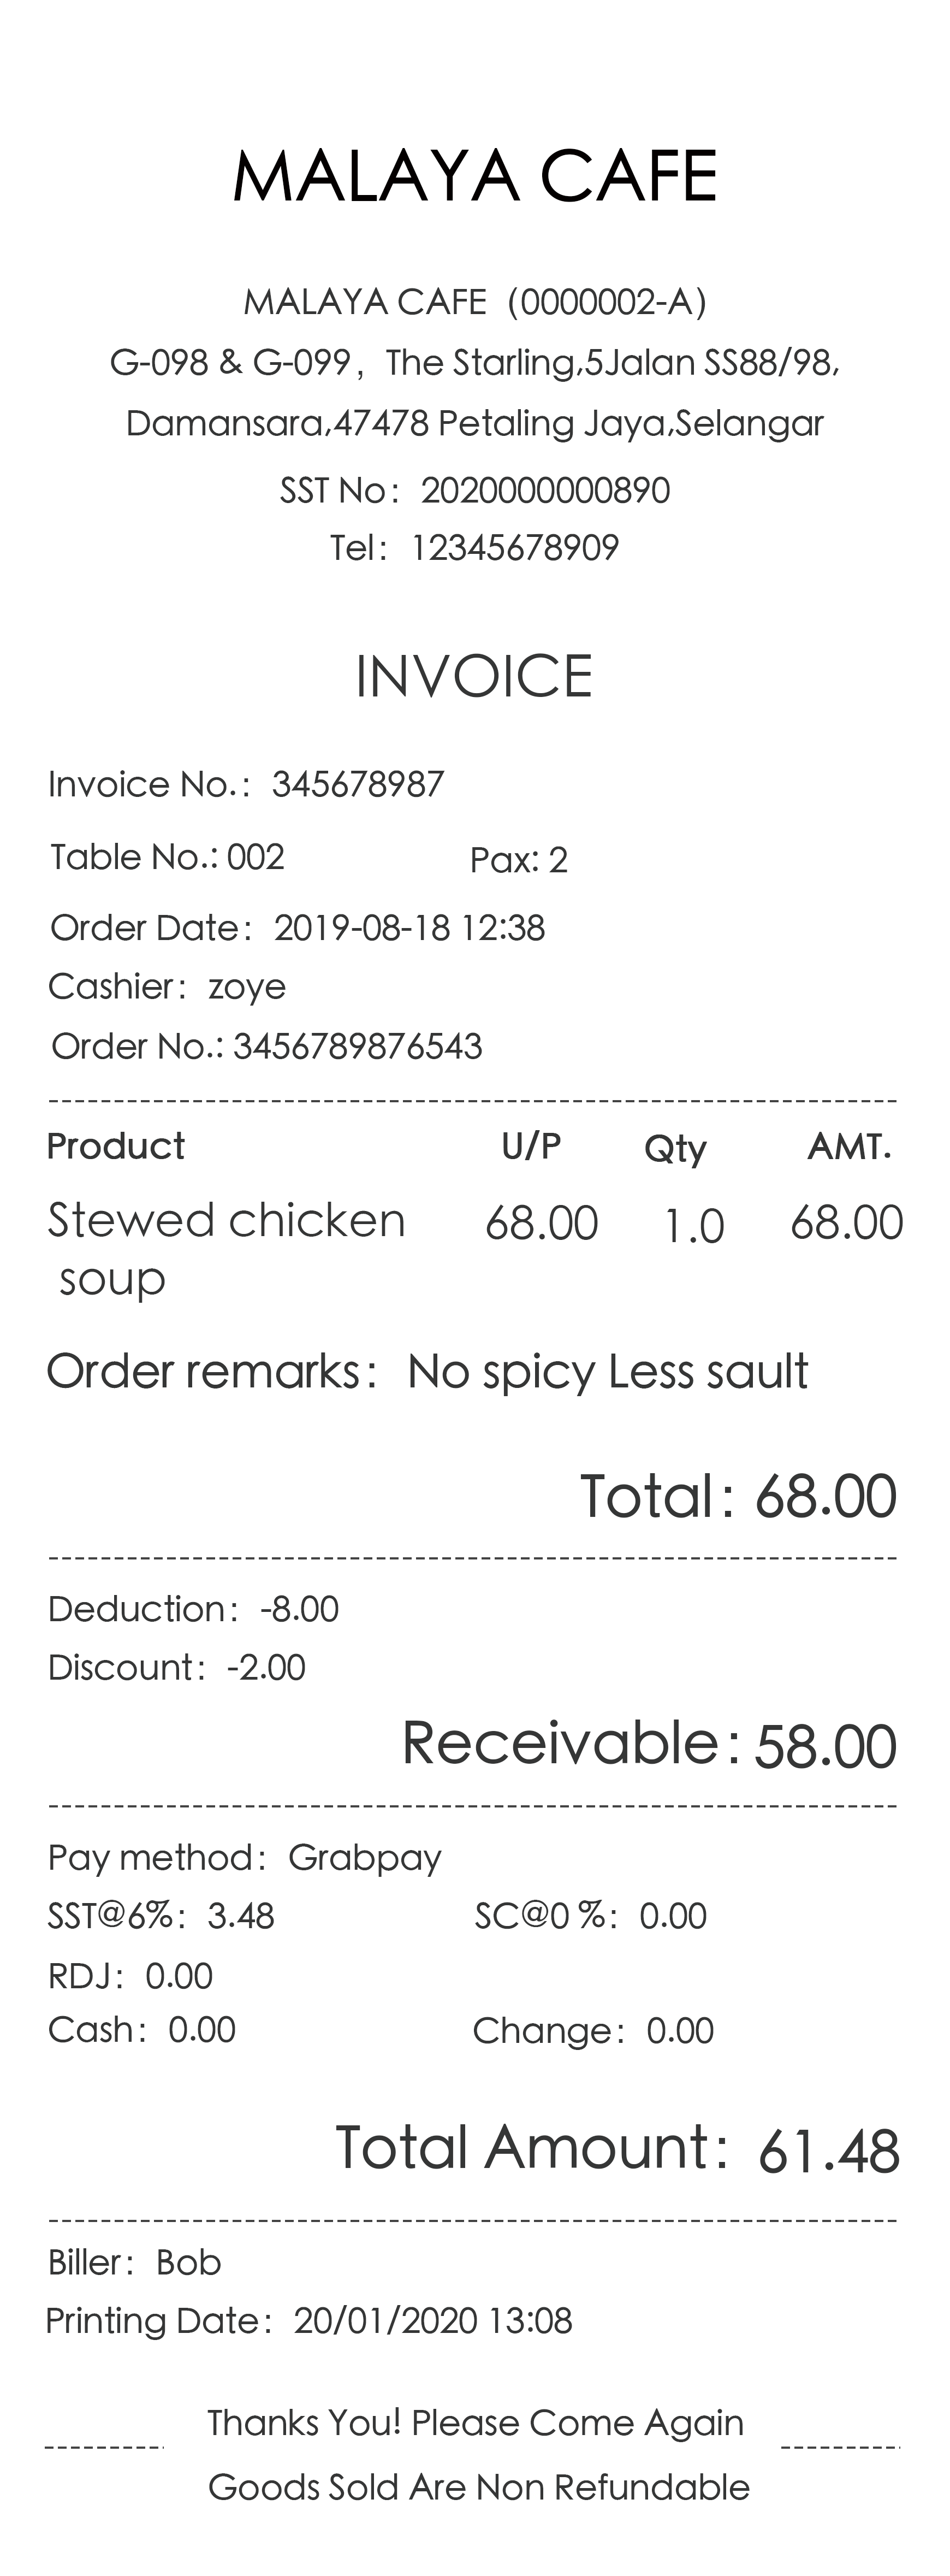 MALAYA CAFE
MALAYA CAFE (0000002-A)
G-098 & G-099, The Starling,5Jalan SS88/98,
Damansara,47478 Petaling Jaya,Selangar
SST No: 2020000000890
Tel: 12345678909
INVOICE
Invoice No.: 345678987
Table No.: 002 Pax: 2
Order Date: 2019-08-18 12:38
Cashier: zoye
Order No.: 3456789876543
Product U/P Qty AMT.
Stewed chicken 68.00 1.0 68.00
soup
Order remarks: No spicy Less sault
Total: 68.00
Deduction: -8.00
Discount: -2.00
Receivable: 58.00
Pay method: Grabpay
SST@6%: 3.48 SC@0 %: 0.00
RDJ: 0.00
Cash: 0.00 Change: 0.00
Total Amount: 61.48
Biller: Bob
Printing Date: 20/01/2020 13:08
Thanks You! Please Come Again
Goods Sold Are Non Refundable